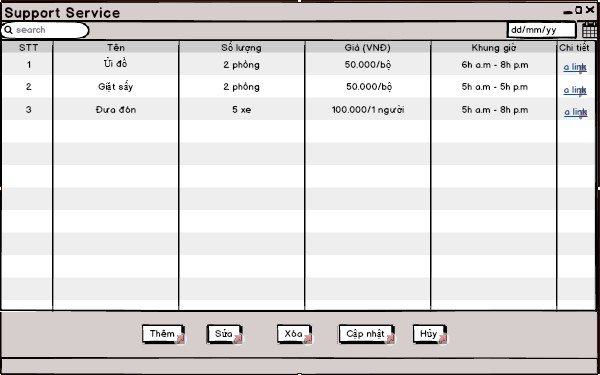 Support Service
search
dd/mm/yy
STT Tên Số lượng Giá (VNĐ) Khung giờ Chi tiết
1 Ủi đồ 2 phòng 50.000/bộ 6h a.m - 8h p.m a link
2 Giặt sấy 2 phòng 50.000/bộ 5h a.m - 5h p.m a link
3 Đưa đón 5 xe 100.000/1 người 5h a.m - 8h p.m a link
Thêm Sửa Xóa Cập nhật Hủy